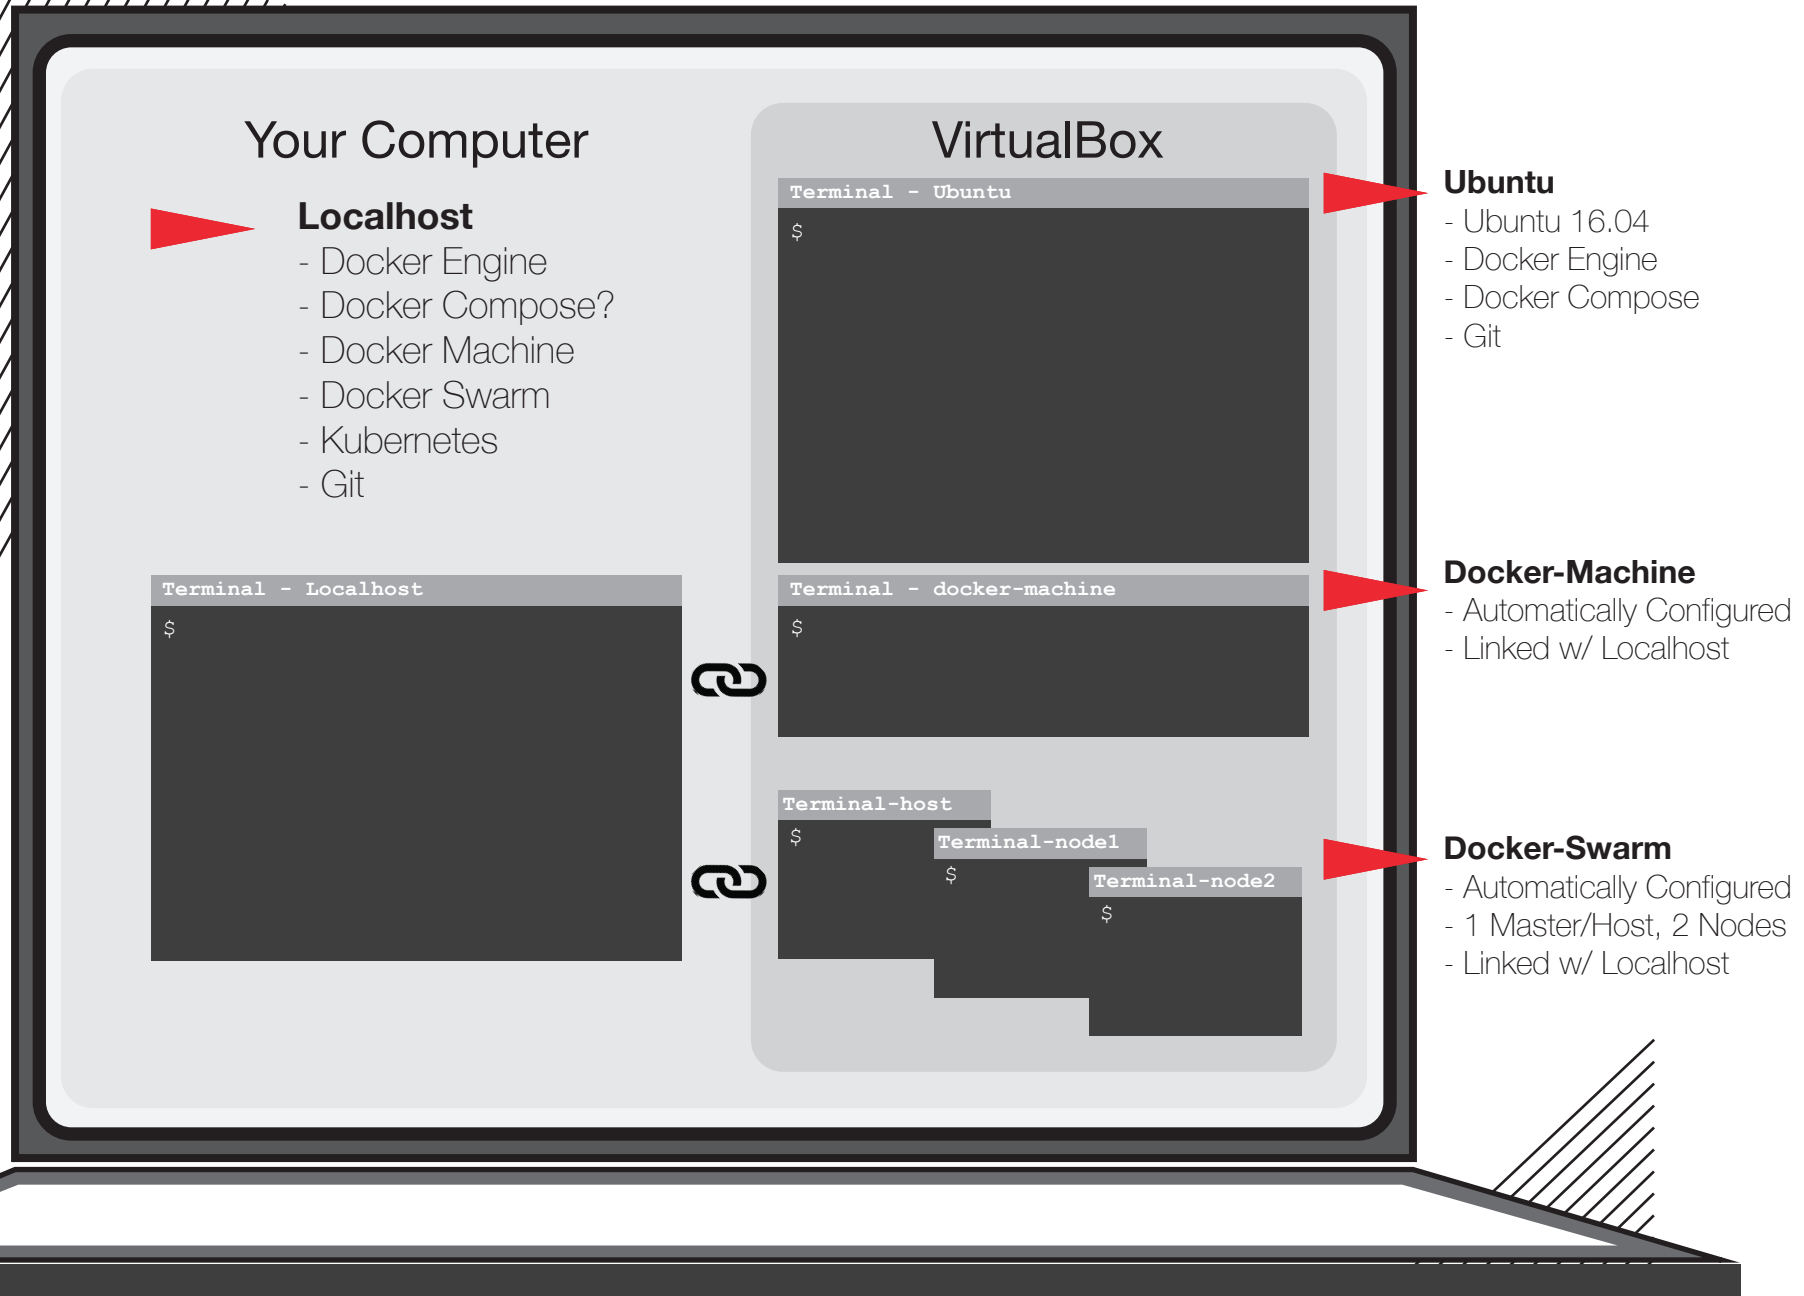 Your Computer
Localhost
- Docker Engine
- Docker Compose?
- Docker Machine
- Docker Swarm
- Kubernetes
- Git
Terminal - Localhost
$
VirtualBox
Terminal - Ubuntu
$
Terminal - docker-machine
$
Terminal-host
$
Terminal-node1
$
Terminal-node2
$
Ubuntu
- Ubuntu 16.04
- Docker Engine
- Docker Compose
- Git
Docker-Machine
- Automatically Configured
- Linked w/ Localhost
Docker-Swarm
- Automatically Configured
- 1 Master/Host, 2 Nodes
- Linked w/ Localhost